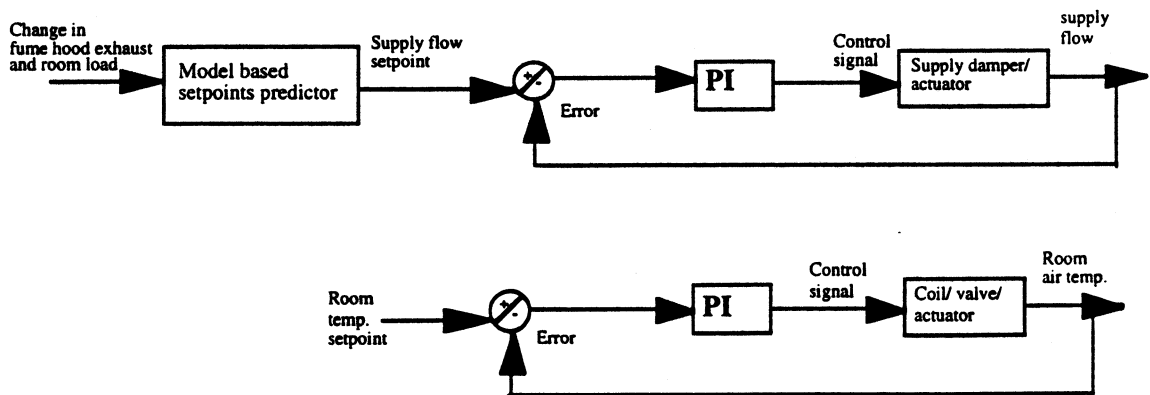 Change in
fume hood exhaust
and room load
Model based
setpoints predictor
Supply flow
setpoint
+
-
Error
PI
Control
signal
Supply damper/
actuator
supply
flow
Room
temp.
setpoint
+
-
Error
PI
Control
signal
Coil/ valve/
actuator
Room
air temp.